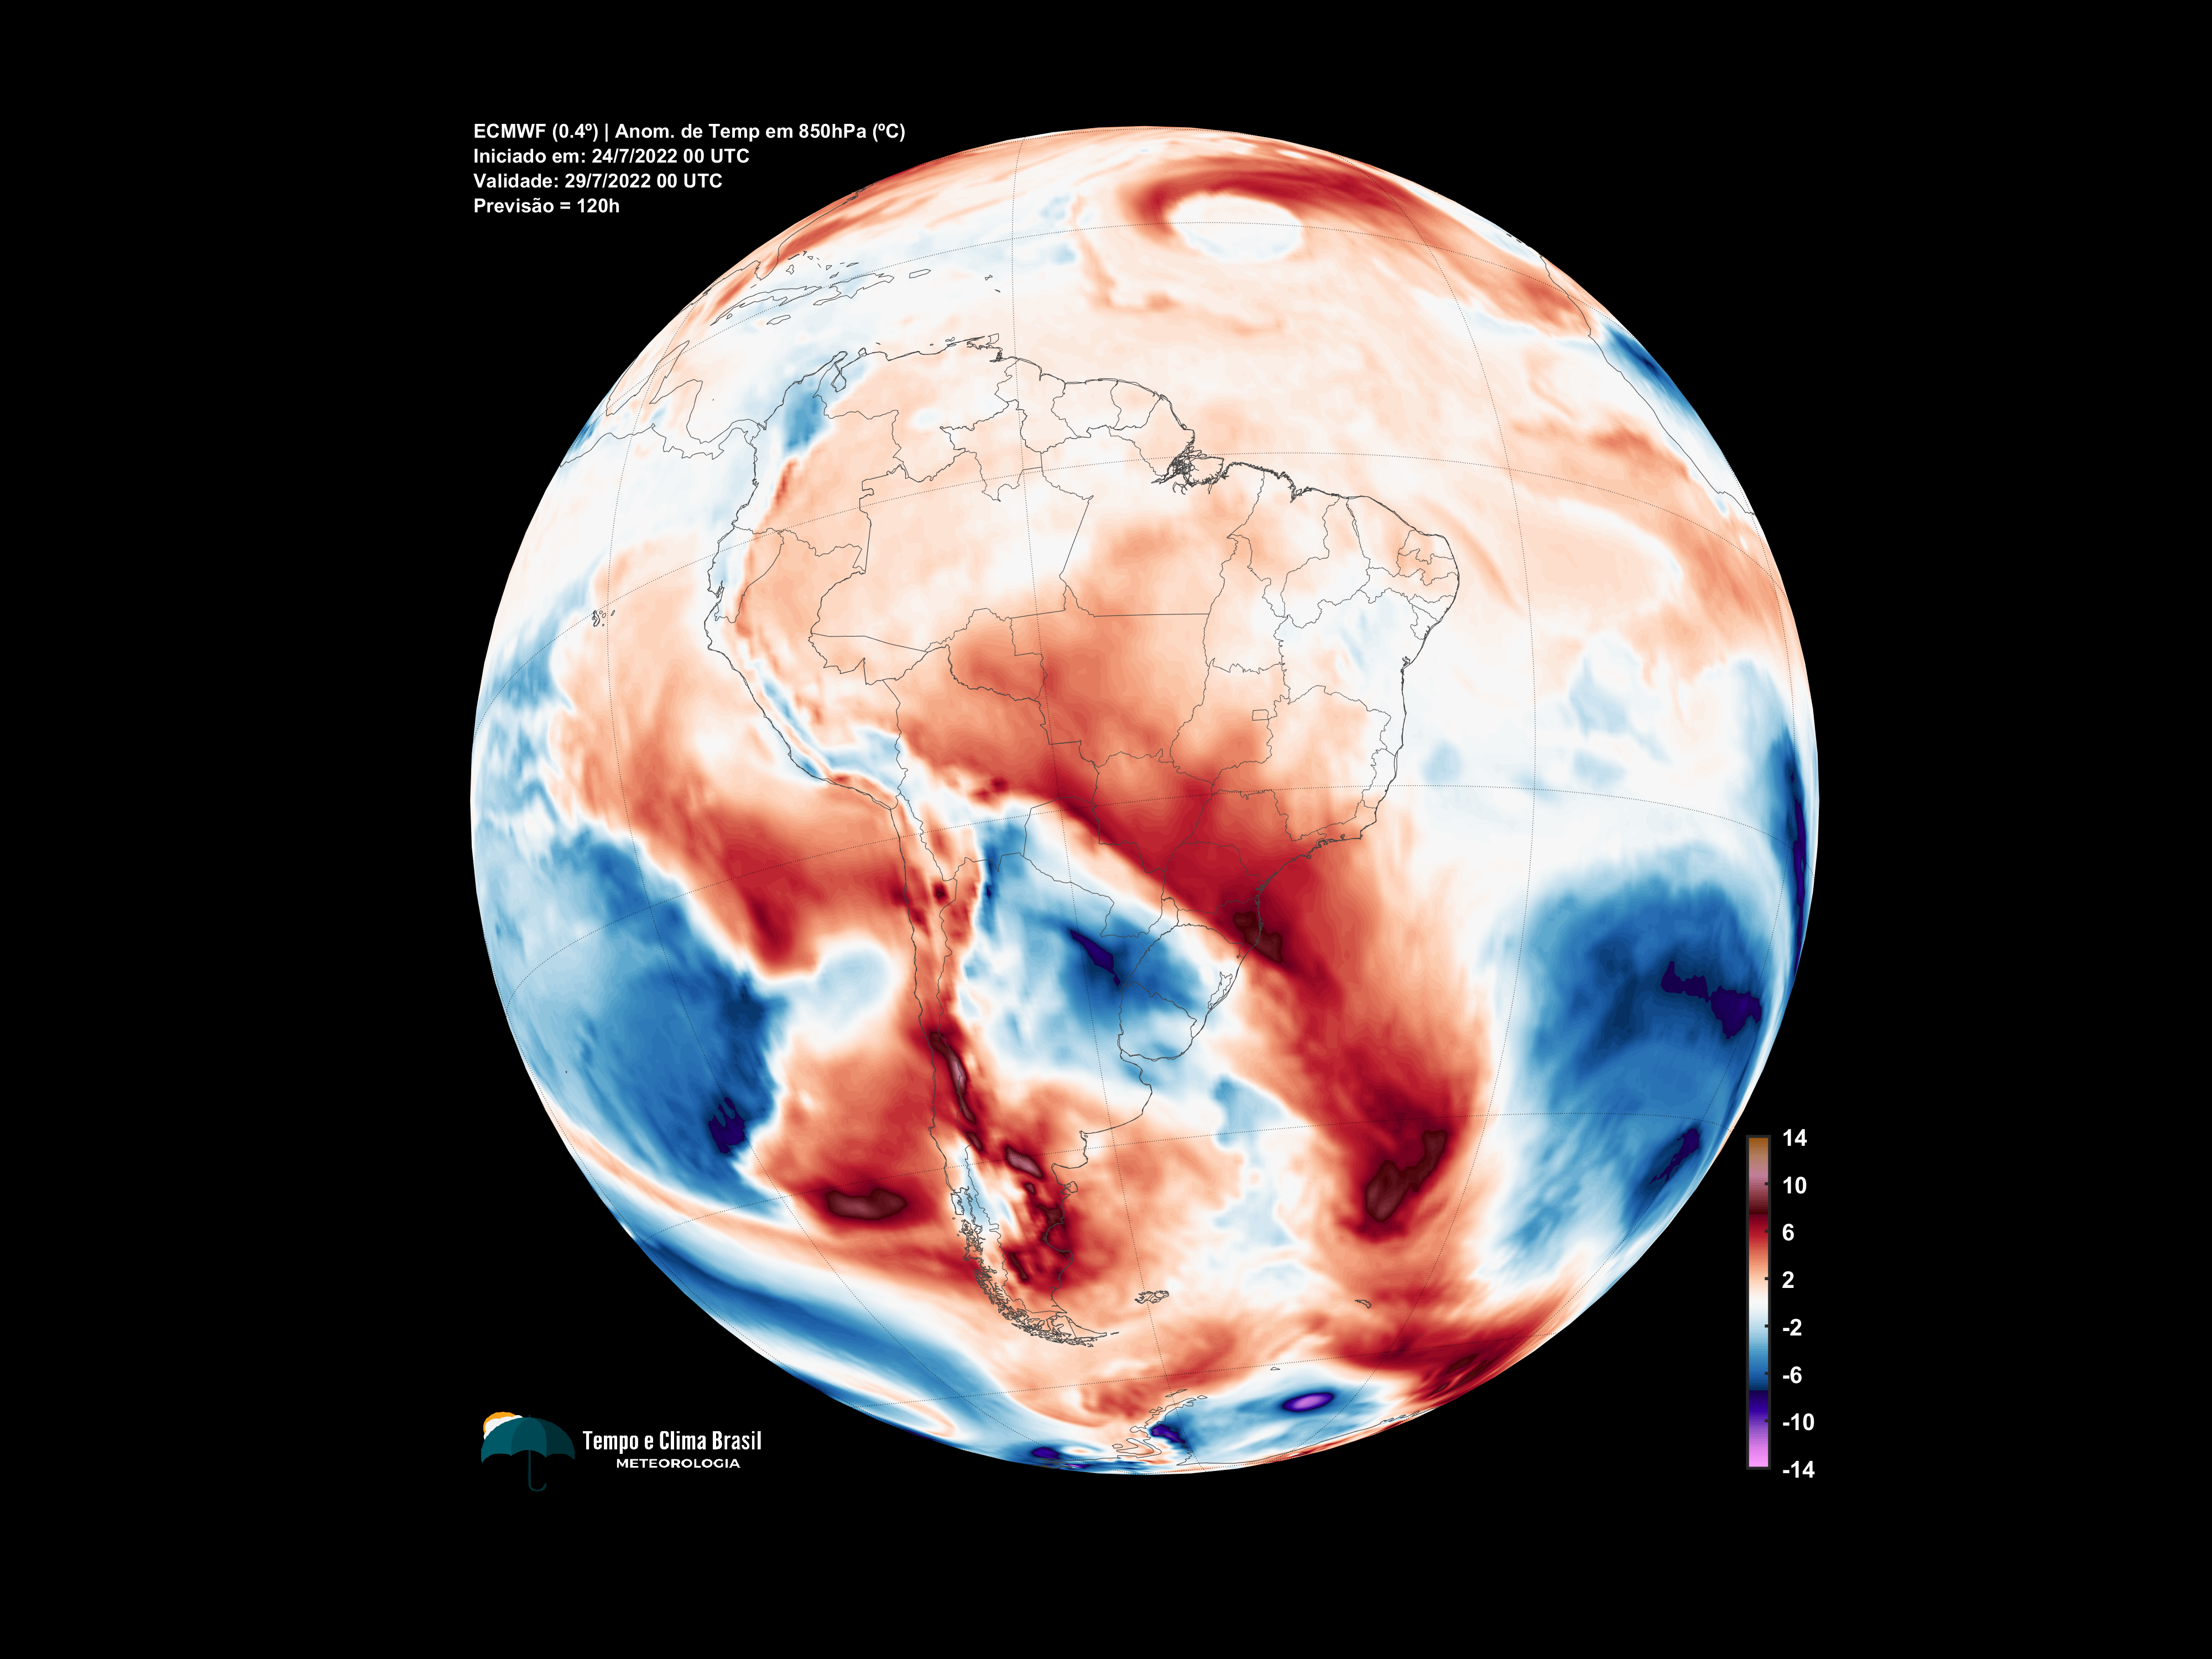 ECMWF (0.4º) | Anom. de Temp em 850hPa (ºC)
Iniciado em: 24/7/2022 00 UTC
Validade: 29/7/2022 00 UTC
Previsão = 120h
14
10
6
2
-2
-6
-10
-14
Tempo e Clima Brasil
METEOROLOGIA